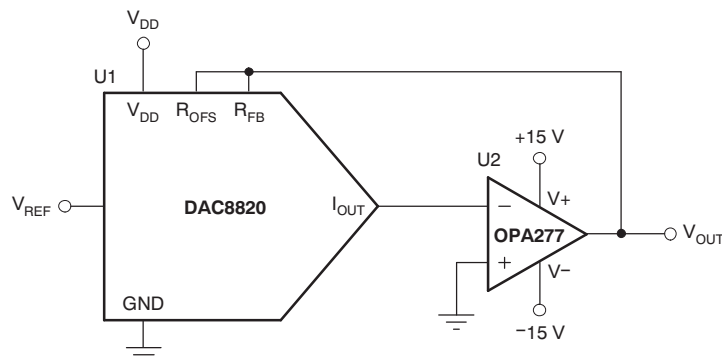 V_DD
U1
V_DD R_OFS R_FB
+15 V
U2
V+
V_REF DAC8820 I_OUT − OPA277 V_OUT
+
V−
GND
−15 V